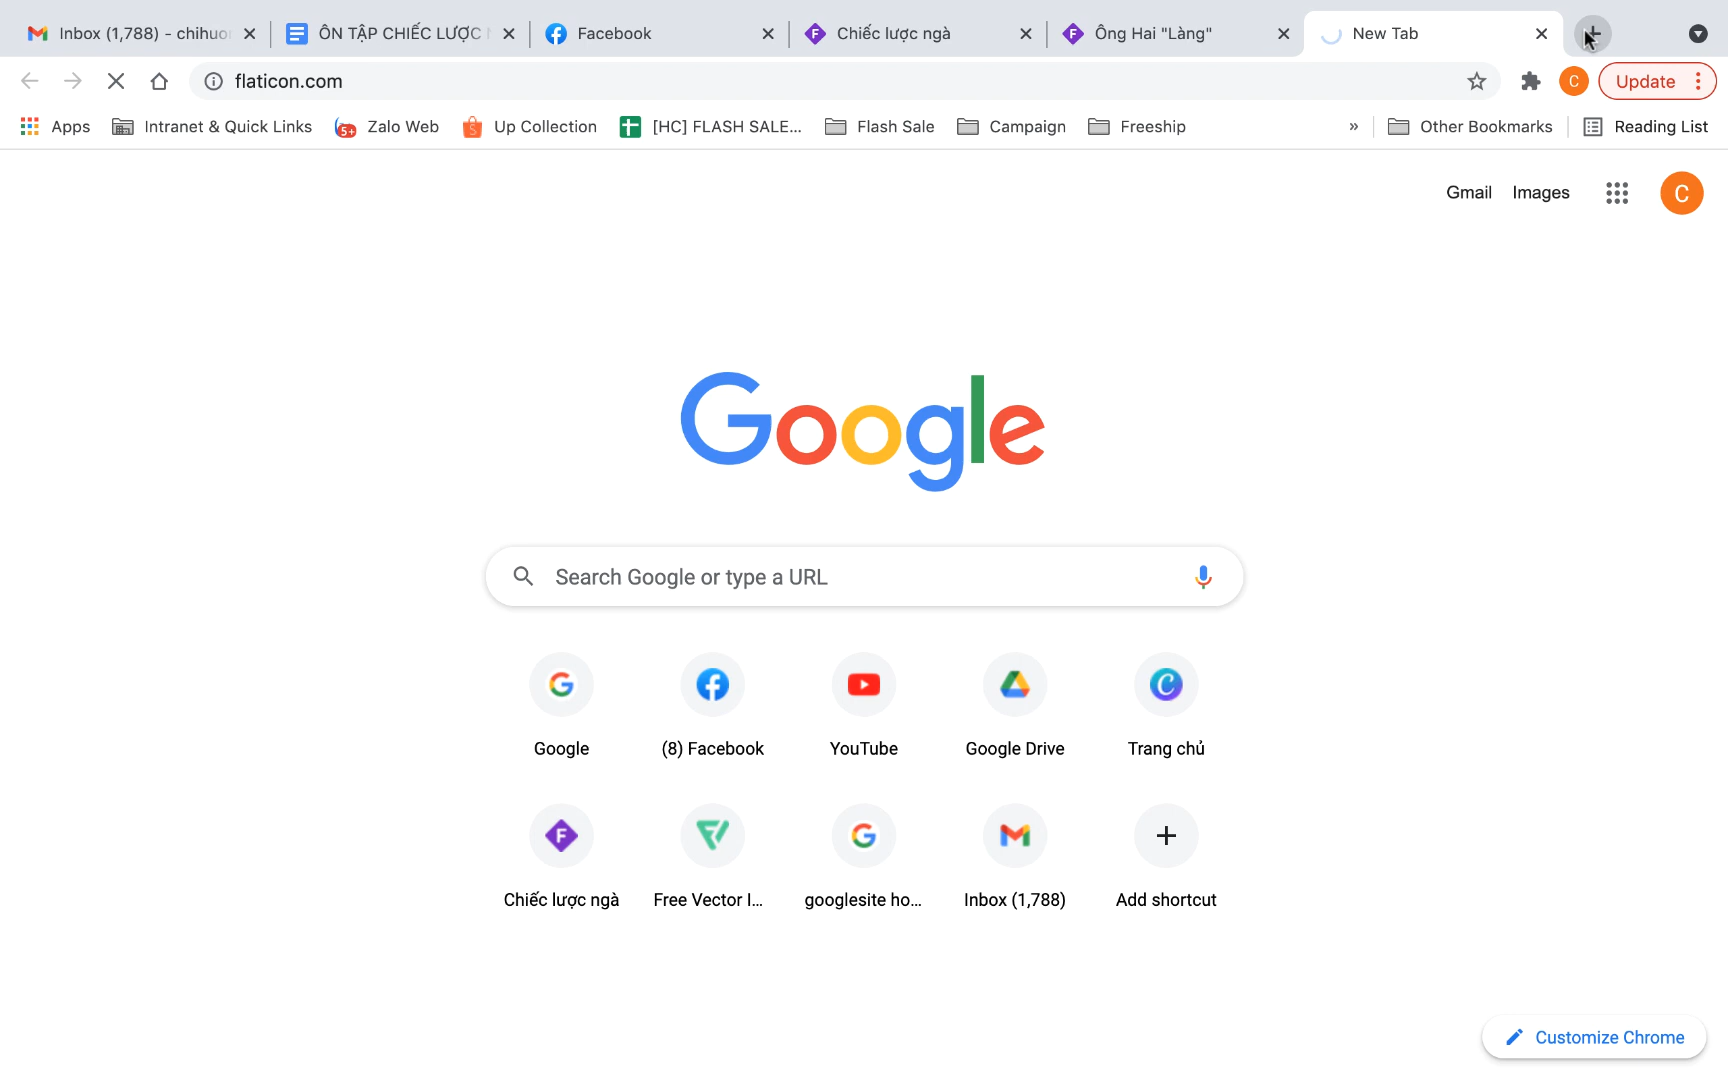 Inbox (1,788) - chihuo
ÔN TẬP CHIẾC LƯỢC
Facebook
Chiếc lược ngà
Ông Hai "Làng"
New Tab
flaticon.com
C
Update
Apps
Intranet & Quick Links
5+
Zalo Web
Up Collection
[HC] FLASH SALE...
Flash Sale
Campaign
Freeship
»
Other Bookmarks
Reading List
Gmail
Images
C
Google
Search Google or type a URL
Google
(8) Facebook
YouTube
Google Drive
Trang chủ
Chiếc lược ngà
Free Vector I...
googlesite ho...
Inbox (1,788)
Add shortcut
Customize Chrome